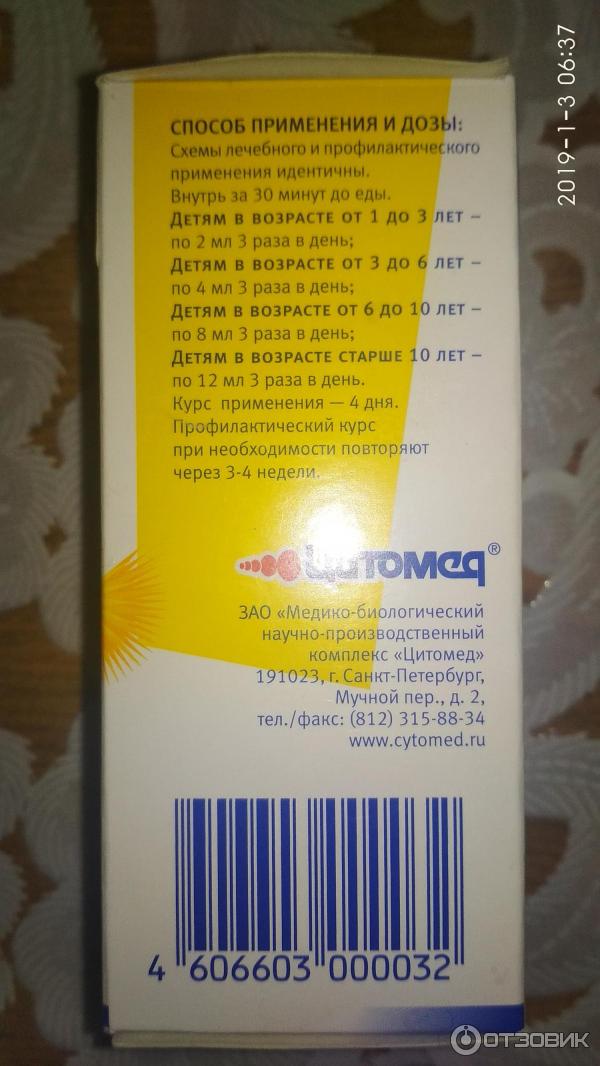 СПОСОБ ПРИМЕНЕНИЯ И ДОЗЫ:
Схемы лечебного и профилактического
применения идентичны.
Внутрь за 30 минут до еды.
ДЕТЯМ В ВОЗРАСТЕ ОТ 1 ДО 3 ЛЕТ –
по 2 мл 3 раза в день;
ДЕТЯМ В ВОЗРАСТЕ ОТ 3 ДО 6 ЛЕТ –
по 4 мл 3 раза в день;
ДЕТЯМ В ВОЗРАСТЕ ОТ 6 ДО 10 ЛЕТ –
по 8 мл 3 раза в день;
ДЕТЯМ В ВОЗРАСТЕ СТАРШЕ 10 ЛЕТ –
по 12 мл 3 раза в день.
Курс применения — 4 дня.
Профилактический курс
при необходимости повторяют
через 3-4 недели.
Цитомед®
ЗАО «Медико-биологический
научно-производственный
комплекс «Цитомед»
191023, г. Санкт-Петербург,
Мучной пер., д. 2,
тел./факс: (812) 315-88-34
www.cytomed.ru
4 606603 000032
2019-1-3 06:37
ОТЗОВИК